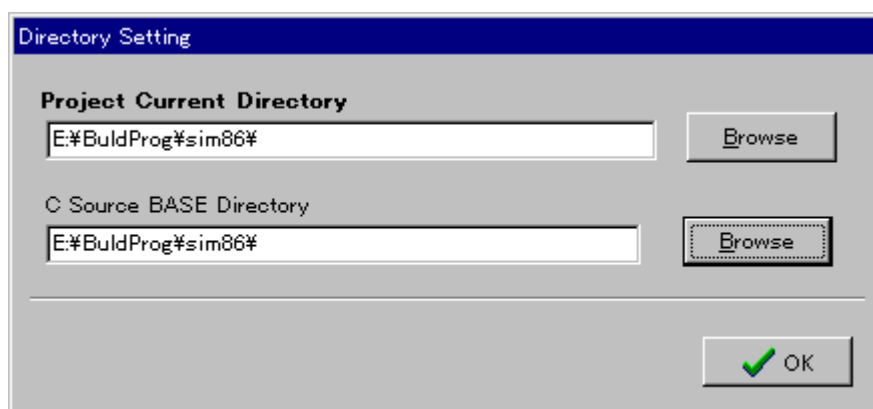 Directory Setting
Project Current Directory
E:¥BuldProg¥sim86¥
Browse
C Source BASE Directory
E:¥BuldProg¥sim86¥
Browse
OK